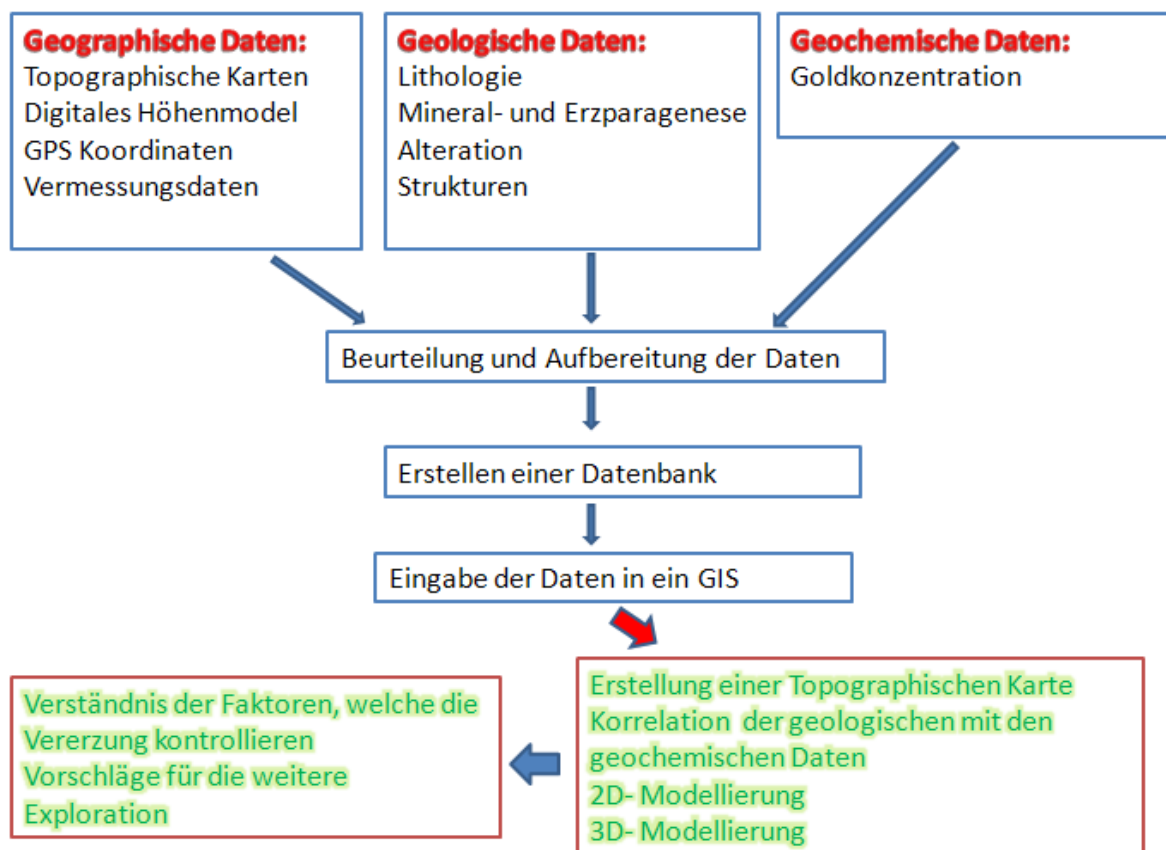 Geographische Daten:
Topographische Karten
Digitales Höhenmodel
GPS Koordinaten
Vermessungsdaten
Geologische Daten:
Lithologie
Mineral- und Erzparagenese
Alteration
Strukturen
Geochemische Daten:
Goldkonzentration
Beurteilung und Aufbereitung der Daten
Erstellen einer Datenbank
Eingabe der Daten in ein GIS
Erstellung einer Topographischen Karte
Korrelation der geologischen mit den
geochemischen Daten
2D- Modellierung
3D- Modellierung
Verständnis der Faktoren, welche die
Vererzung kontrollieren
Vorschläge für die weitere
Exploration